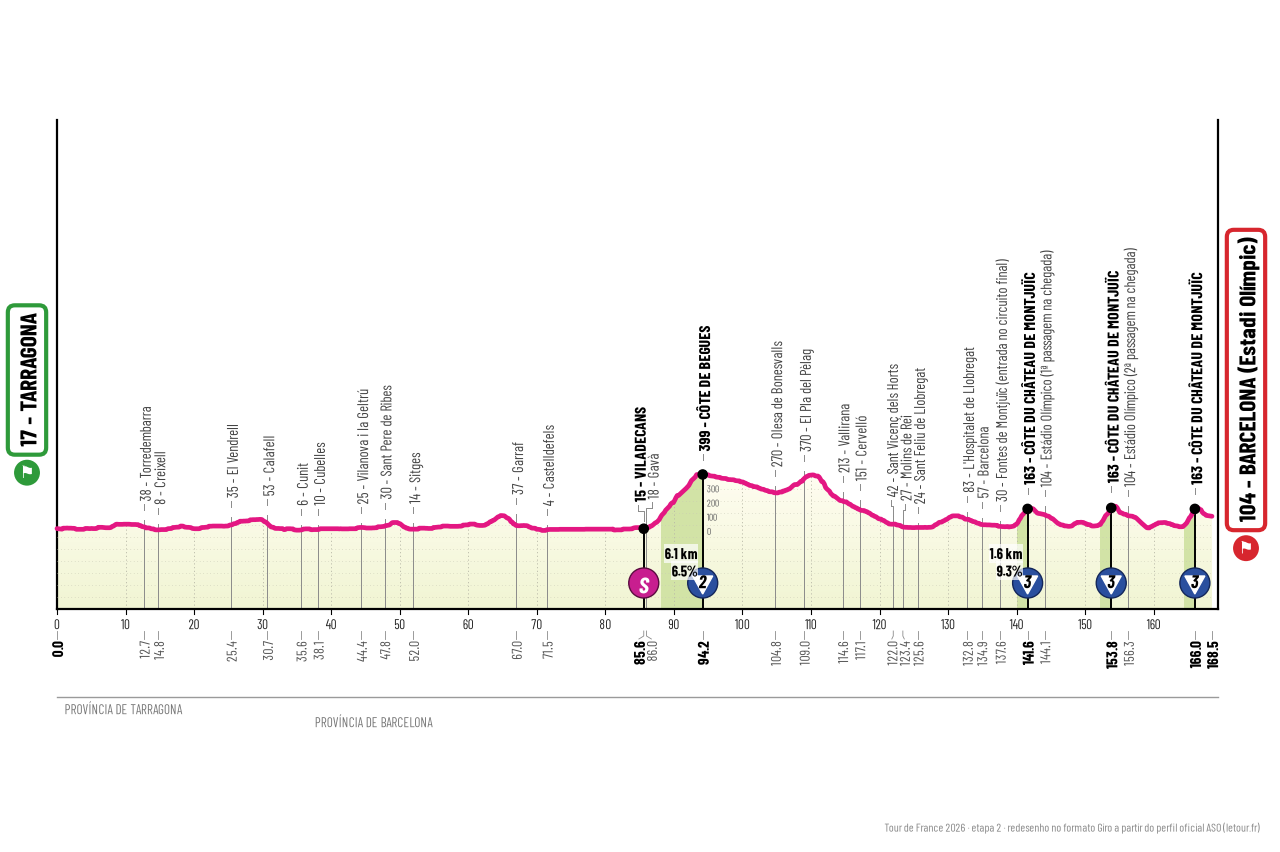 17 - TARRAGONA
38 - Torredembarra
8 - Creixell
35 - El Vendrell
53 - Calafell
6 - Cunit
10 - Cubelles
25 - Vilanova i la Geltrú
30 - Sant Pere de Ribes
14 - Sitges
37 - Garraf
4 - Castelldefels
15 - VILADECANS
18 - Gavà
399 - CÔTE DE BEGUES
270 - Olesa de Bonesvalls
370 - El Pla del Pèlag
213 - Vallirana
151 - Cervelló
42 - Sant Vicenç dels Horts
27 - Molins de Rei
24 - Sant Feliu de Llobregat
83 - L'Hospitalet de Llobregat
57 - Barcelona
30 - Fontes de Montjuïc (entrada no circuito final)
163 - CÔTE DU CHÂTEAU DE MONTJUÏC
104 - Estádio Olímpico (1ª passagem na chegada)
163 - CÔTE DU CHÂTEAU DE MONTJUÏC
104 - Estádio Olímpico (2ª passagem na chegada)
163 - CÔTE DU CHÂTEAU DE MONTJUÏC
104 - BARCELONA (Estadi Olímpic)
300
200
100
0
6.1 km
6.5%
1.6 km
9.3%
S
2
3
3
3
0 10 20 30 40 50 60 70 80 90 100 110 120 130 140 150 160
0.0 12.7 14.8 25.4 30.7 35.6 38.1 44.4 47.8 52.0 67.0 71.5 85.6 86.0 94.2 104.8 109.0 114.6 117.1 122.0 123.4 125.6 132.8 134.9 137.6 141.6 144.1 153.8 156.3 166.0 168.5
PROVÍNCIA DE TARRAGONA
PROVÍNCIA DE BARCELONA
Tour de France 2026 · etapa 2 · redesenho no formato Giro a partir do perfil oficial ASO (letour.fr)